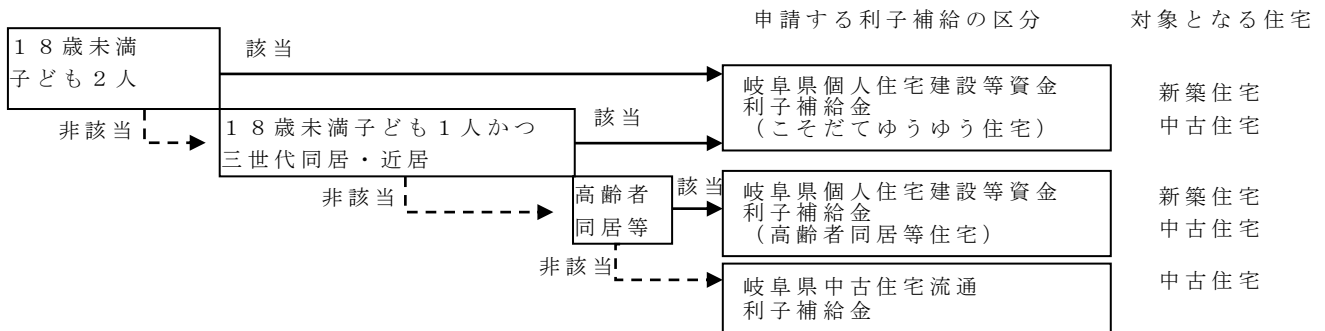 申請する利子補給の区分
対象となる住宅
１８歳未満
子ども２人
該当
岐阜県個人住宅建設等資金
利子補給金
（こそだてゆうゆう住宅）
新築住宅
中古住宅
非該当
１８歳未満子ども１人かつ
三世代同居・近居
該当
非該当
高齢者
同居等
該当
岐阜県個人住宅建設等資金
利子補給金
（高齢者同居等住宅）
新築住宅
中古住宅
非該当
岐阜県中古住宅流通
利子補給金
中古住宅